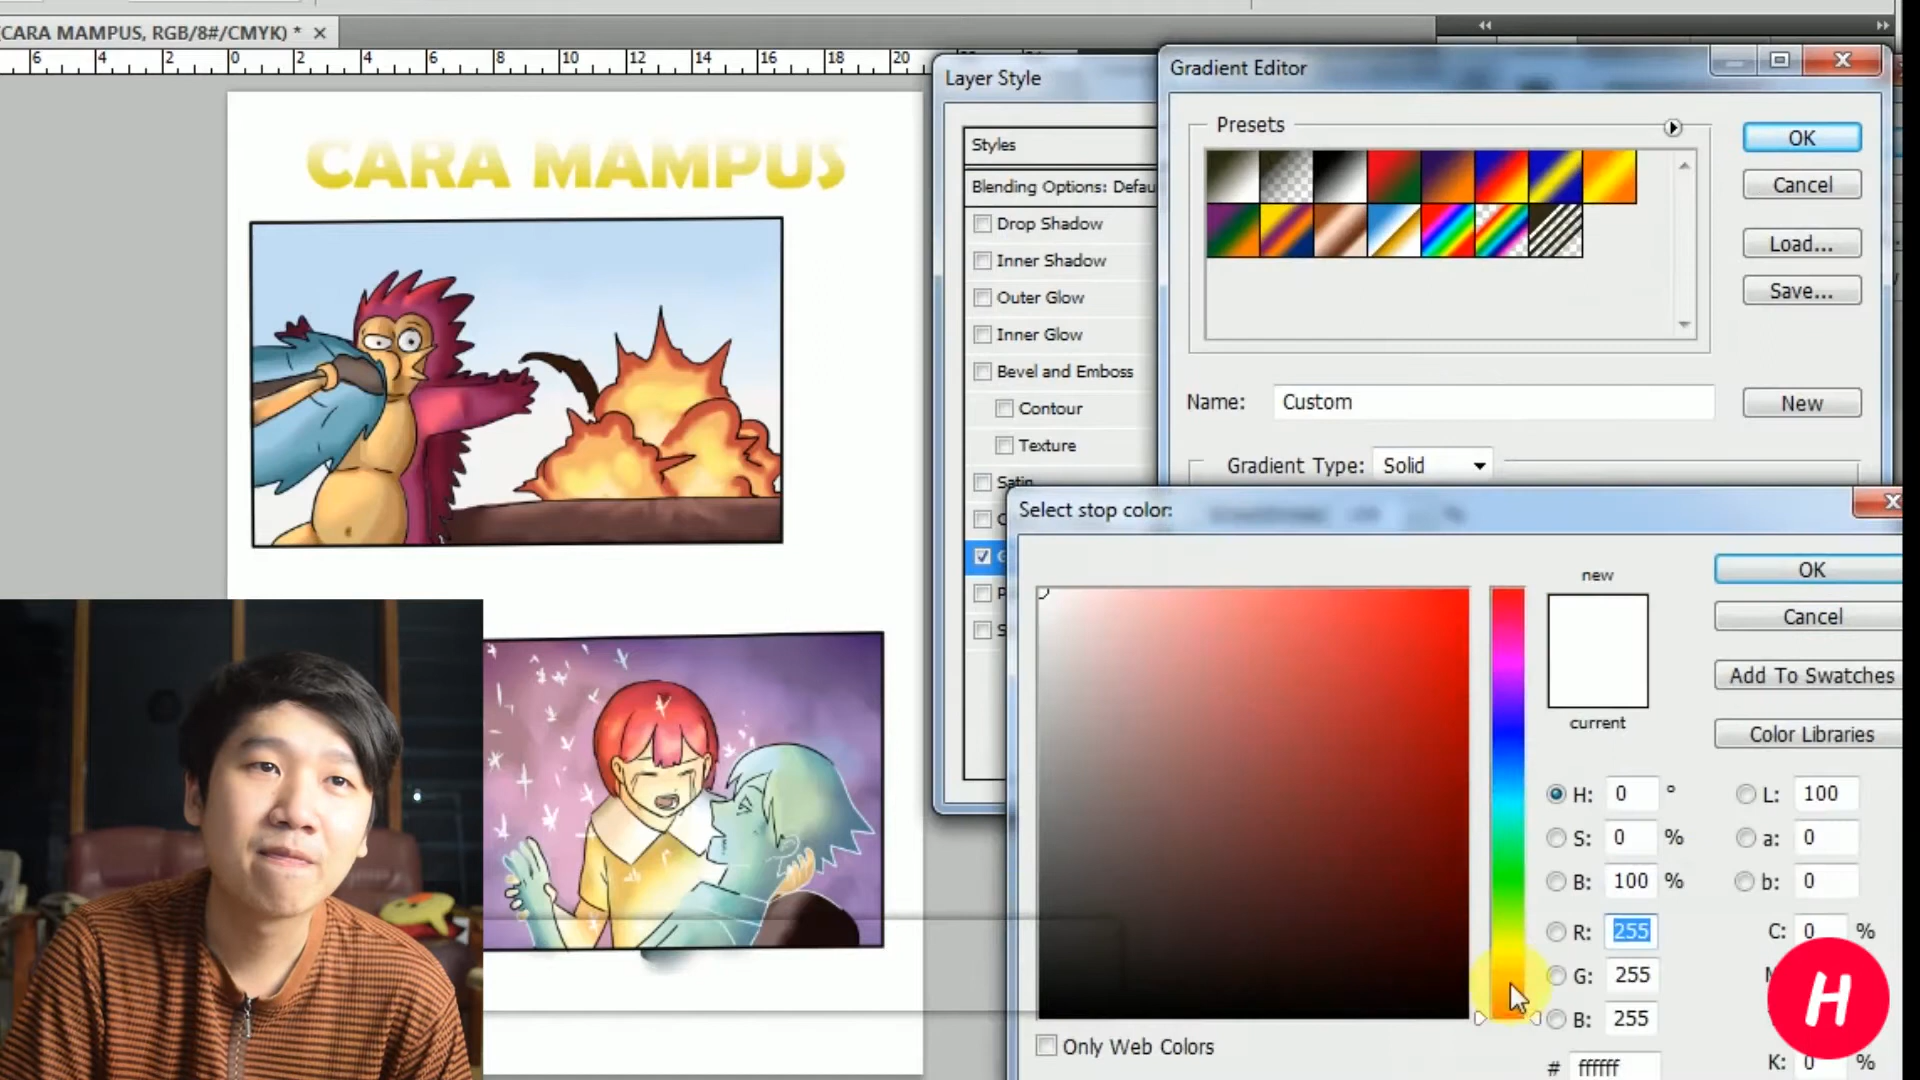 (CARA MAMPUS, RGB/8#/CMYK) *
6 4 2 0 2 4 6 8 10 12 14 16 18 20
CARA MAMPUS
Layer Style
Styles
Blending Options: Defau
Drop Shadow
Inner Shadow
Outer Glow
Inner Glow
Bevel and Emboss
Contour
Texture
Satin
Gradient Editor
Presets
OK
Cancel
Load...
Save...
Name: Custom
New
Gradient Type: Solid
Select stop color:
new
current
OK
Cancel
Add To Swatches
Color Libraries
H: 0 °
L: 100
S: 0 %
a: 0
B: 100 %
b: 0
R: 255
C: 0 %
G: 255
B: 255
Only Web Colors
# ffffff
K: 0 %
H